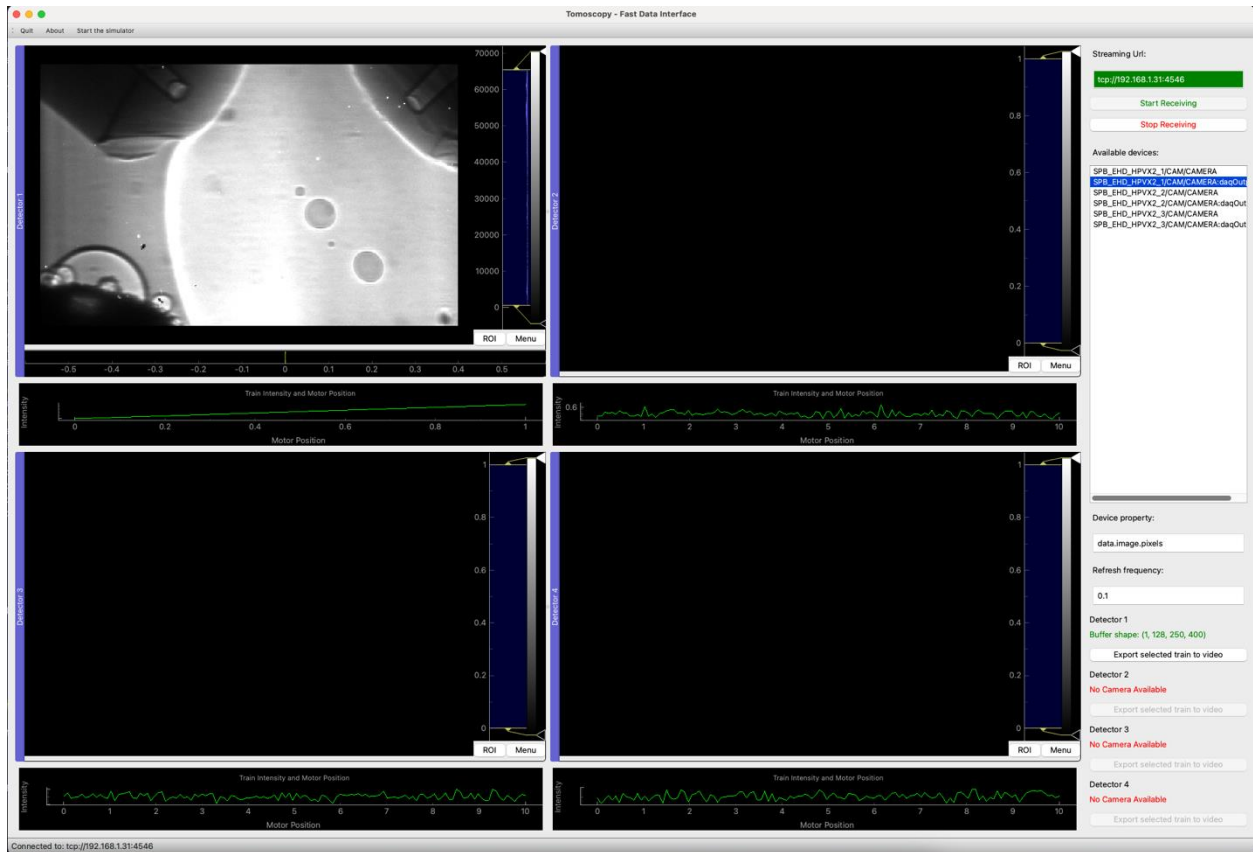 Tomoscopy - Fast Data Interface
Quit About Start the simulator
Detector 1
70000
60000
50000
40000
30000
20000
10000
0
ROI Menu
-0.5 -0.4 -0.3 -0.2 -0.1 0 0.1 0.2 0.3 0.4 0.5
Train Intensity and Motor Position
Intensity
0 0.2 0.4 0.6 0.8 1
Motor Position
Detector 2
1
0.8
0.6
0.4
0.2
0
ROI Menu
Train Intensity and Motor Position
Intensity
0.6
0 1 2 3 4 5 6 7 8 9 10
Motor Position
Detector 3
1
0.8
0.6
0.4
0.2
0
ROI Menu
Train Intensity and Motor Position
Intensity
0 1 2 3 4 5 6 7 8 9 10
Motor Position
Detector 4
1
0.8
0.6
0.4
0.2
0
ROI Menu
Train Intensity and Motor Position
Intensity
0 1 2 3 4 5 6 7 8 9 10
Motor Position
Streaming Url:
tcp://192.168.1.31:4546
Start Receiving
Stop Receiving
Available devices:
SPB_EHD_HPVX2_1/CAM/CAMERA
SPB_EHD_HPVX2_1/CAM/CAMERA:daqOutp
SPB_EHD_HPVX2_2/CAM/CAMERA
SPB_EHD_HPVX2_2/CAM/CAMERA:daqOut
SPB_EHD_HPVX2_3/CAM/CAMERA
SPB_EHD_HPVX2_3/CAM/CAMERA:daqOut
Device property:
data.image.pixels
Refresh frequency:
0.1
Detector 1
Buffer shape: (1, 128, 250, 400)
Export selected train to video
Detector 2
No Camera Available
Export selected train to video
Detector 3
No Camera Available
Export selected train to video
Detector 4
No Camera Available
Export selected train to video
Connected to: tcp://192.168.1.31:4546